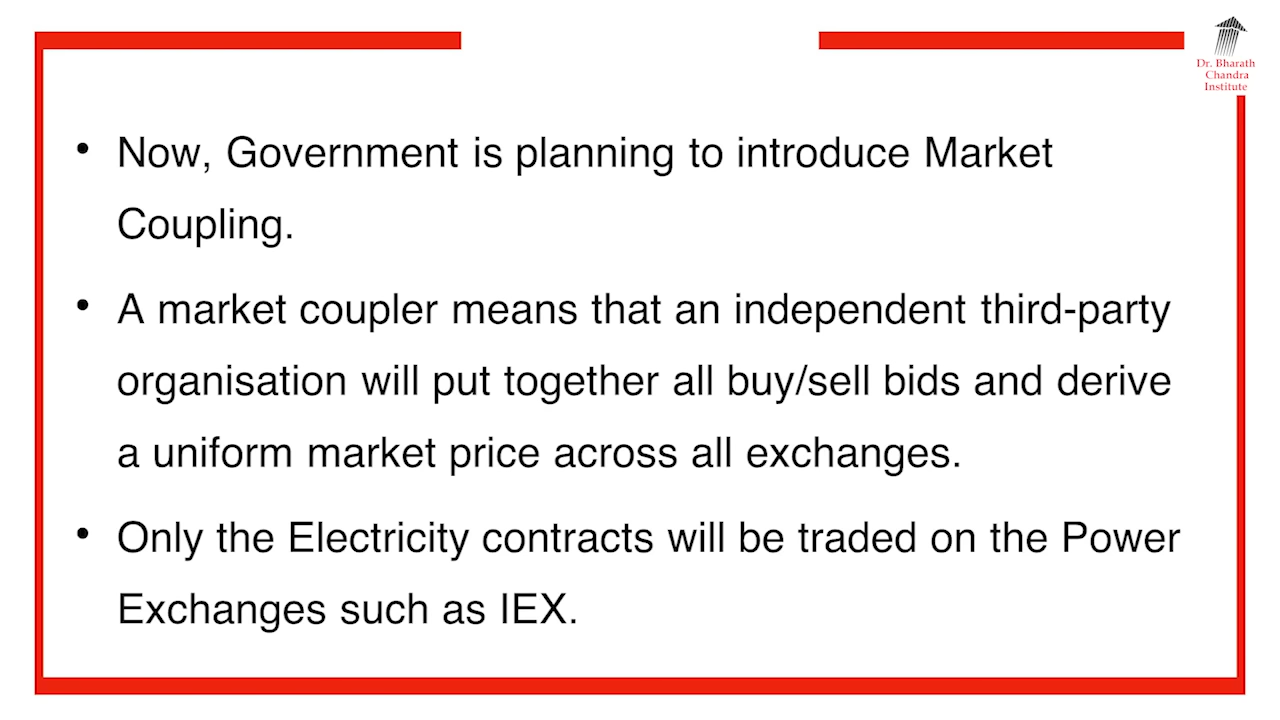 Dr. Bharath
Chandra
Institute
• Now, Government is planning to introduce Market
Coupling.
• A market coupler means that an independent third-party
organisation will put together all buy/sell bids and derive
a uniform market price across all exchanges.
• Only the Electricity contracts will be traded on the Power
Exchanges such as IEX.